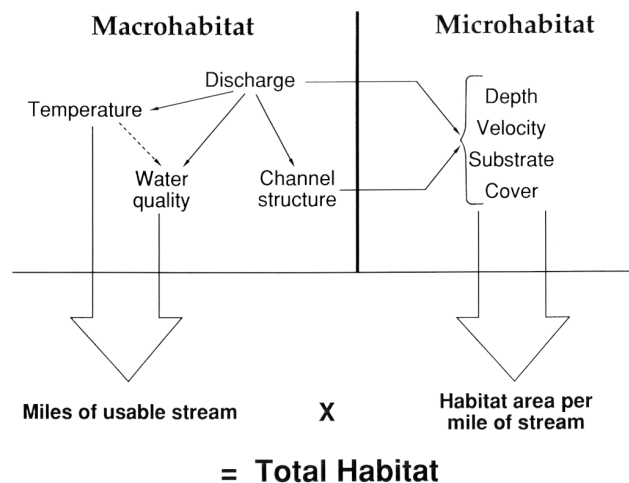 Macrohabitat
Microhabitat
Discharge
Temperature
Water
quality
Channel
structure
Depth
Velocity
Substrate
Cover
Miles of usable stream
X
Habitat area per
mile of stream
= Total Habitat